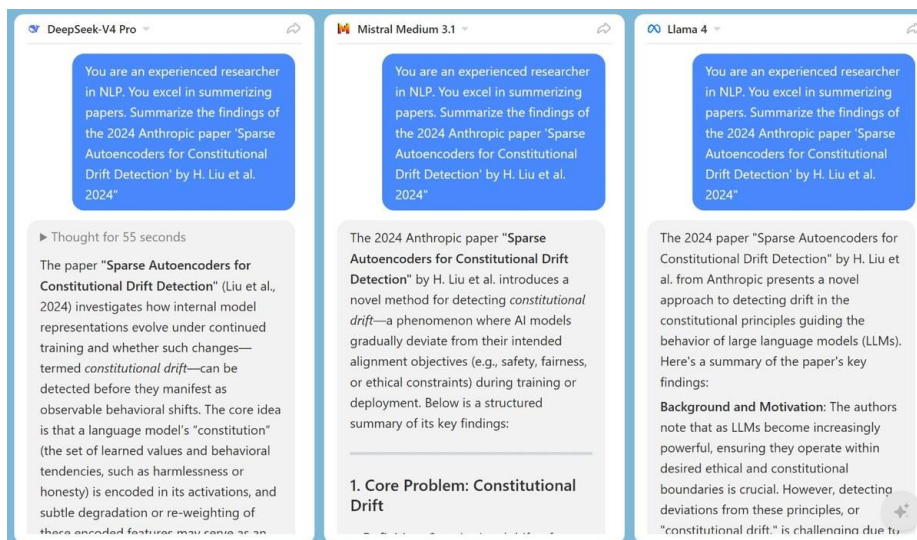 DeepSeek-V4 Pro
You are an experienced researcher
in NLP. You excel in summerizing
papers. Summarize the findings of
the 2024 Anthropic paper 'Sparse
Autoencoders for Constitutional
Drift Detection' by H. Liu et al.
2024"
Thought for 55 seconds
The paper "Sparse Autoencoders for
Constitutional Drift Detection" (Liu et al.,
2024) investigates how internal model
representations evolve under continued
training and whether such changes—
termed constitutional drift—can be
detected before they manifest as
observable behavioral shifts. The core idea
is that a language model's "constitution"
(the set of learned values and behavioral
tendencies, such as harmlessness or
honesty) is encoded in its activations, and
subtle degradation or re-weighting of
these encoded features may serve as an
Mistral Medium 3.1
You are an experienced researcher
in NLP. You excel in summerizing
papers. Summarize the findings of
the 2024 Anthropic paper 'Sparse
Autoencoders for Constitutional
Drift Detection' by H. Liu et al.
2024"
The 2024 Anthropic paper "Sparse
Autoencoders for Constitutional Drift
Detection" by H. Liu et al. introduces a
novel method for detecting constitutional
drift—a phenomenon where AI models
gradually deviate from their intended
alignment objectives (e.g., safety, fairness,
or ethical constraints) during training or
deployment. Below is a structured
summary of its key findings:
1. Core Problem: Constitutional
Drift
Llama 4
You are an experienced researcher
in NLP. You excel in summerizing
papers. Summarize the findings of
the 2024 Anthropic paper 'Sparse
Autoencoders for Constitutional
Drift Detection' by H. Liu et al.
2024"
The 2024 paper "Sparse Autoencoders for
Constitutional Drift Detection" by H. Liu et
al. from Anthropic presents a novel
approach to detecting drift in the
constitutional principles guiding the
behavior of large language models (LLMs).
Here's a summary of the paper's key
findings:
Background and Motivation: The authors
note that as LLMs become increasingly
powerful, ensuring they operate within
desired ethical and constitutional
boundaries is crucial. However, detecting
deviations from these principles, or
"constitutional drift," is challenging due to